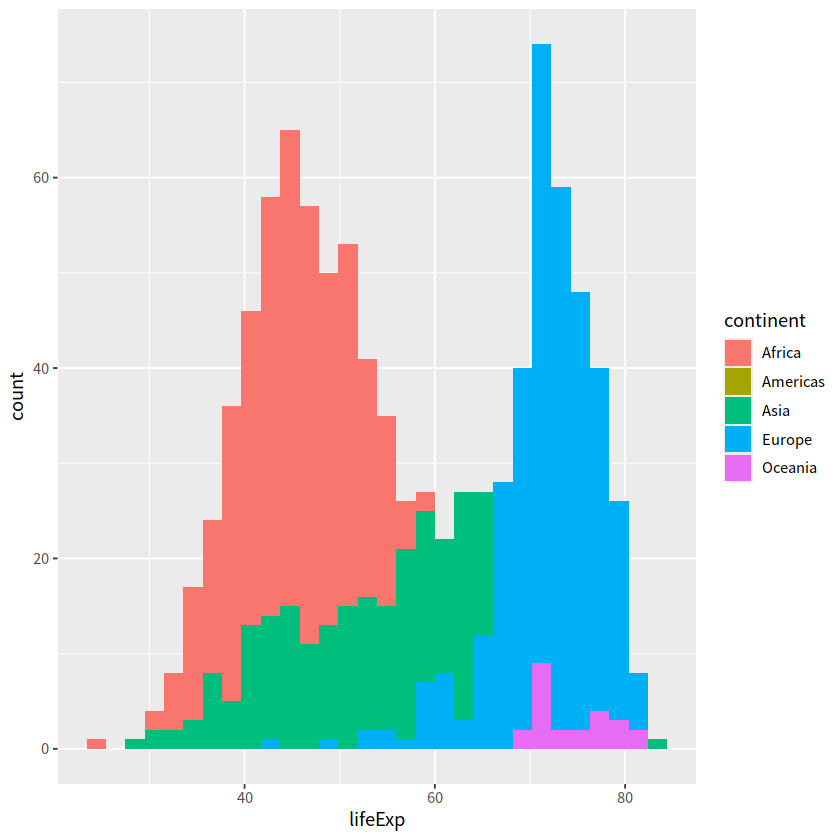 count
60
40
20
0
40
60
80
lifeExp
continent
Africa
Americas
Asia
Europe
Oceania